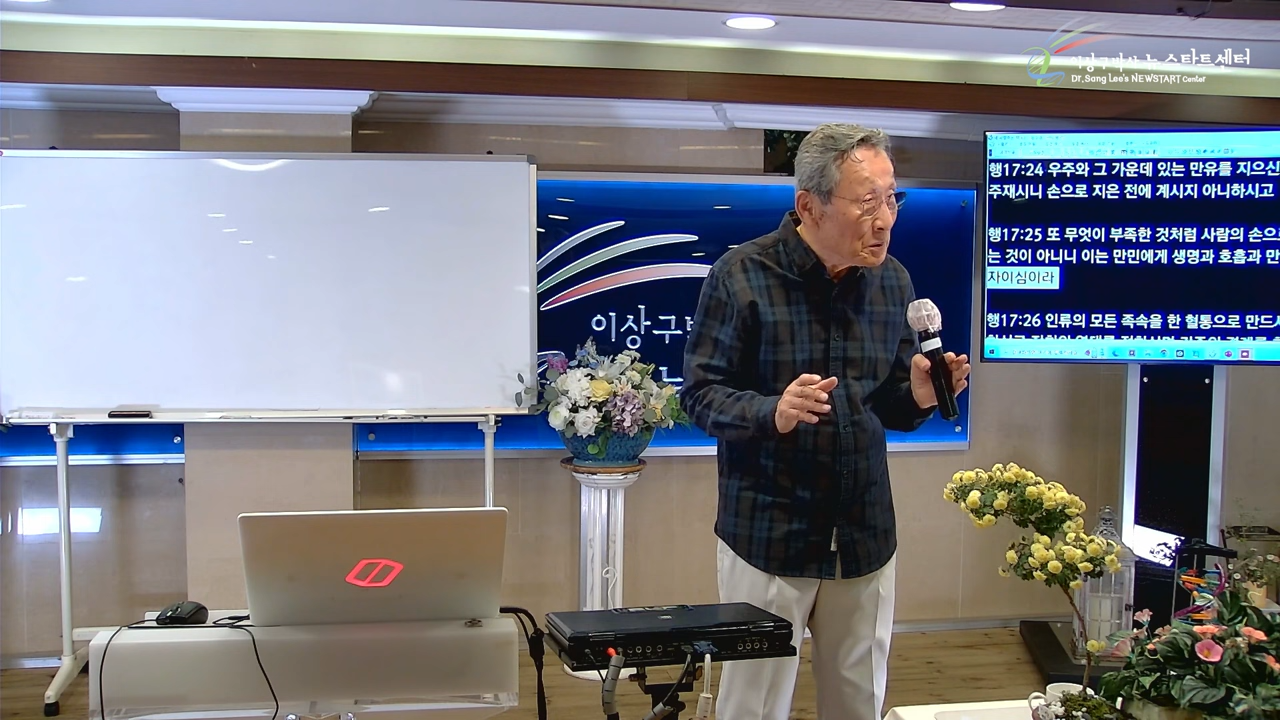 이상구박사 뉴스타트센터
Dr. Sang Lee's NEWSTART Center
행17:24 우주와 그 가운데 있는 만유를 지으신
주재시니 손으로 지은 전에 계시지 아니하시고
행17:25 또 무엇이 부족한 것처럼 사람의 손으로
는 것이 아니니 이는 만민에게 생명과 호흡과 만
자이심이라
행17:26 인류의 모든 족속을 한 혈통으로 만드시
이상구